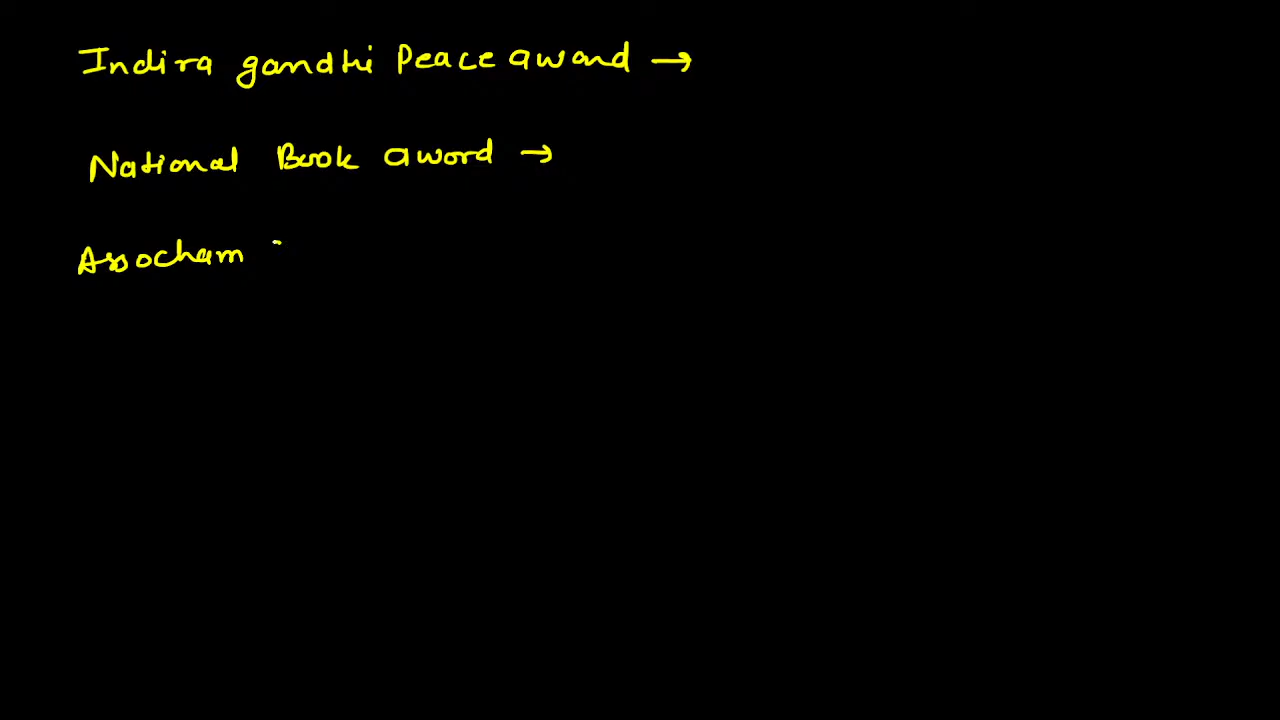 Indira gandhi Peace award →
National Book award →
Assocham